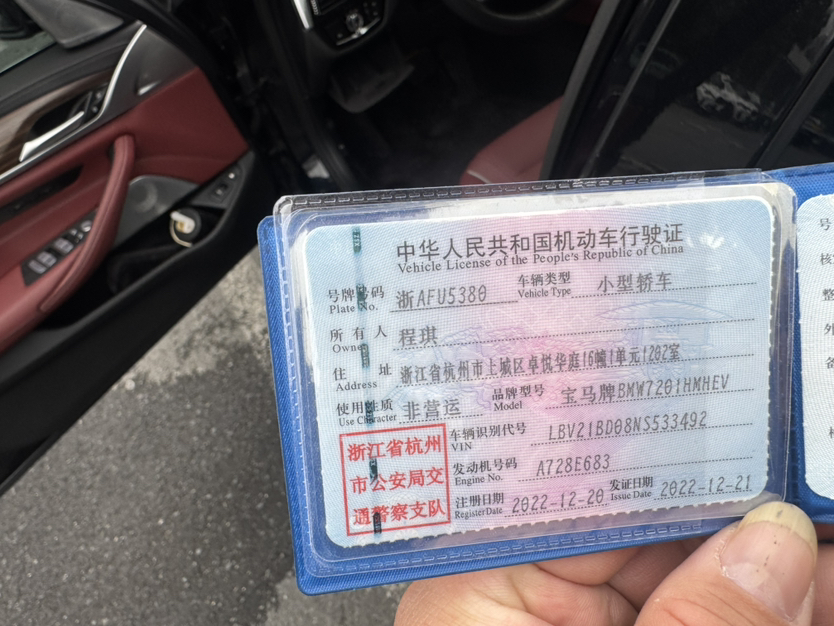 中华人民共和国机动车行驶证
Vehicle License of the People's Republic of China
号牌号码 浙AFU5380 车辆类型 小型轿车
Plate No. Vehicle Type
所有人 程琪
Owner
住址 浙江省杭州市上城区卓悦华庭16幢1单元1202室
Address
使用性质 非营运 品牌型号 宝马牌BMW7201HMHEV
Use Character Model
浙江省杭州
市公安局交
通警察支队
车辆识别代号 LBV21BD08NS533492
VIN
发动机号码 A728E683
Engine No.
注册日期 2022-12-20 发证日期 2022-12-21
Register Date Issue Date
号
核
整
外
备